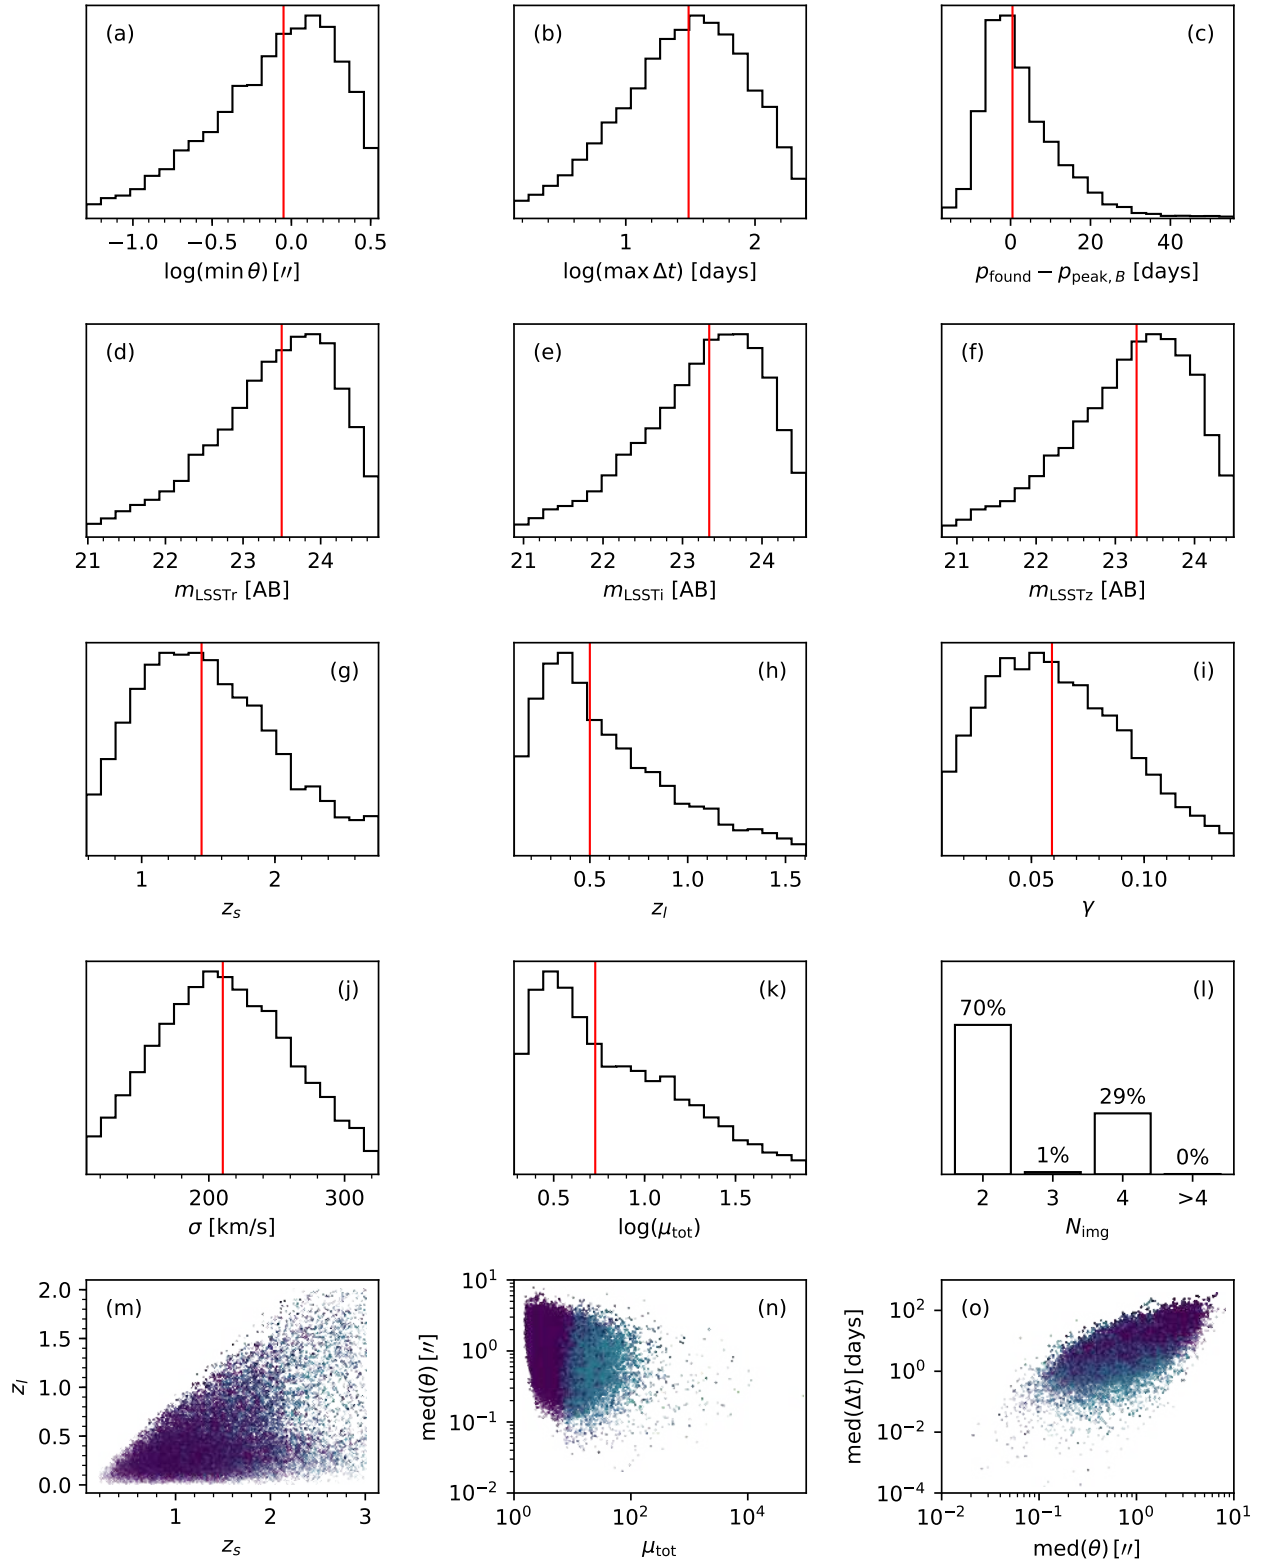 (a) (b) (c)
−1.0 −0.5 0.0 0.5 1 2 0 20 40
log(min θ) [″] log(max Δt) [days] p_found − p_peak, B [days]
(d) (e) (f)
21 22 23 24 21 22 23 24 21 22 23 24
m_LSSTr [AB] m_LSSTi [AB] m_LSSTz [AB]
(g) (h) (i)
1 2 0.5 1.0 1.5 0.05 0.10
z_s z_l γ
(j) (k) (l)
70%
29%
1% 0%
200 300 0.5 1.0 1.5 2 3 4 >4
σ [km/s] log(μ_tot) N_img
(m) (n) (o)
2.0
1.5
1.0
0.5
0.0
z_l
10^1
10^0
10^−1
10^−2
med(θ) [″]
10^2
10^0
10^−2
10^−4
med(Δt) [days]
1 2 3 10^0 10^2 10^4 10^−2 10^−1 10^0 10^1
z_s μ_tot med(θ) [″]